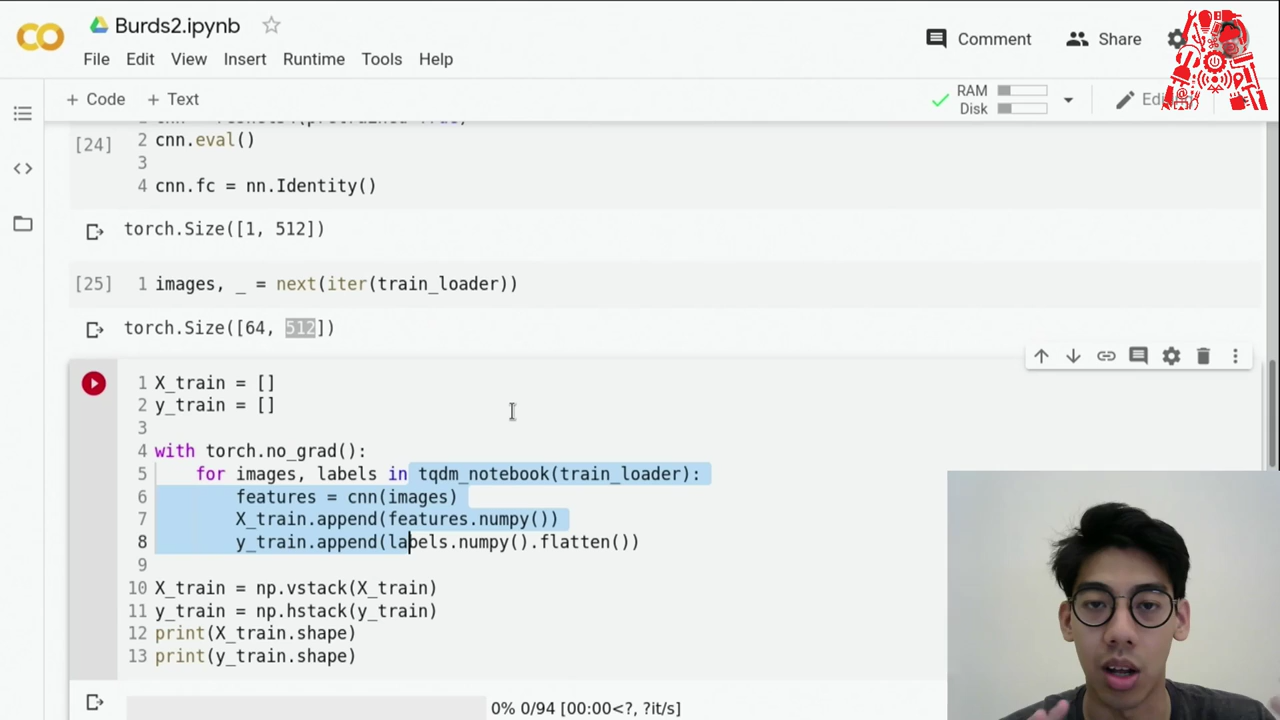 CO Burds2.ipynb
File Edit View Insert Runtime Tools Help
Comment Share
+ Code + Text
RAM
Disk
[24]
2 cnn.eval()
3
4 cnn.fc = nn.Identity()
torch.Size([1, 512])
[25] 1 images, _ = next(iter(train_loader))
torch.Size([64, 512])
1 X_train = []
2 y_train = []
3
4 with torch.no_grad():
5 for images, labels in tqdm_notebook(train_loader):
6 features = cnn(images)
7 X_train.append(features.numpy())
8 y_train.append(labels.numpy().flatten())
9
10 X_train = np.vstack(X_train)
11 y_train = np.hstack(y_train)
12 print(X_train.shape)
13 print(y_train.shape)
0% 0/94 [00:00<?, ?it/s]